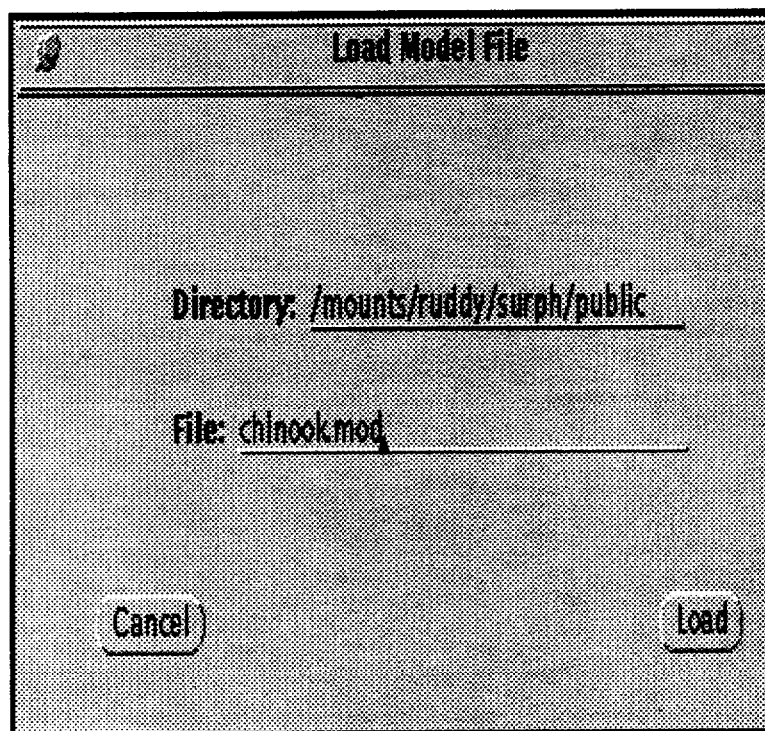 Load Model File
Directory: /mounts/ruddy/surph/public
File: chinook.mod
Cancel
Load